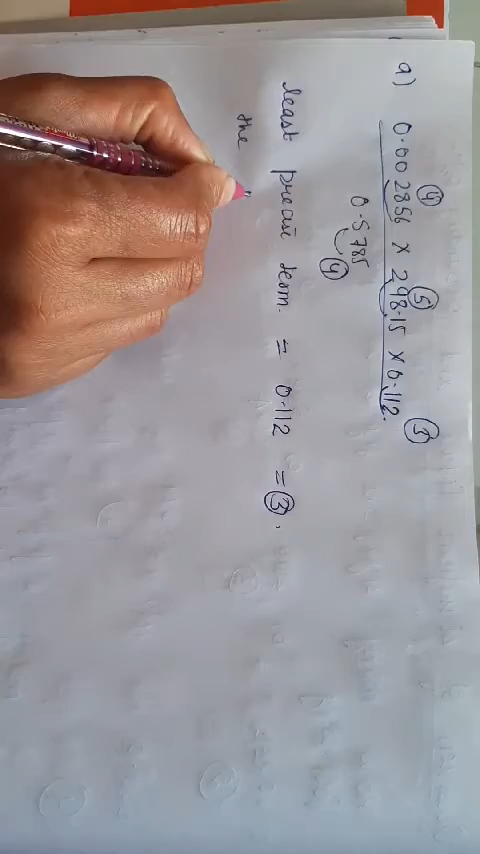 a) 0.002856 x 298.15 x 0.112.
④ ⑤ ③
0.5785
④
least precise term. = 0.112 = ③.
the